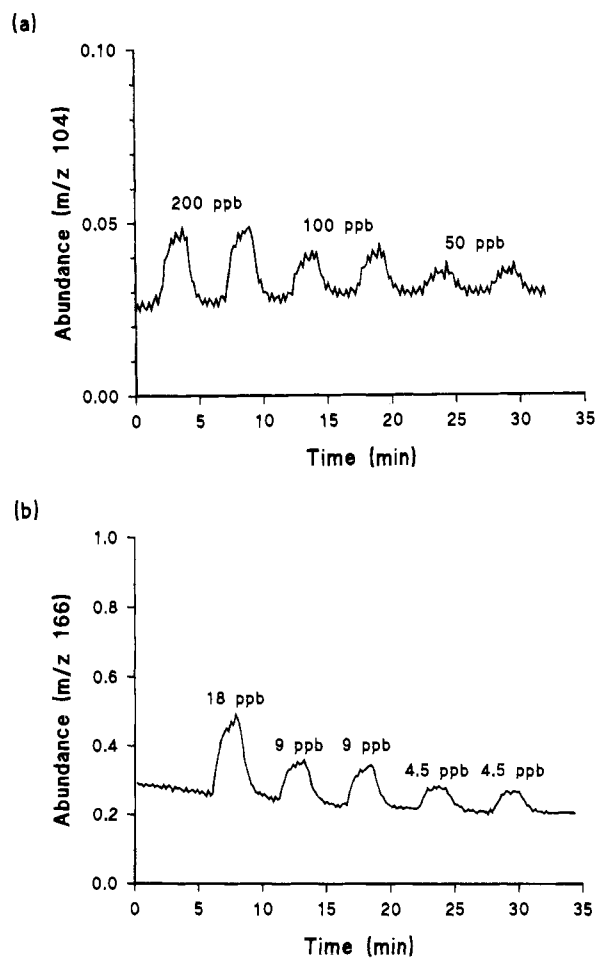 (a)
Abundance (m/z 104)
0.10
0.05
0.00
200 ppb
100 ppb
50 ppb
0 5 10 15 20 25 30 35
Time (min)
(b)
Abundance (m/z 166)
1.0
0.8
0.6
0.4
0.2
0.0
18 ppb
9 ppb 9 ppb
4.5 ppb 4.5 ppb
0 5 10 15 20 25 30 35
Time (min)